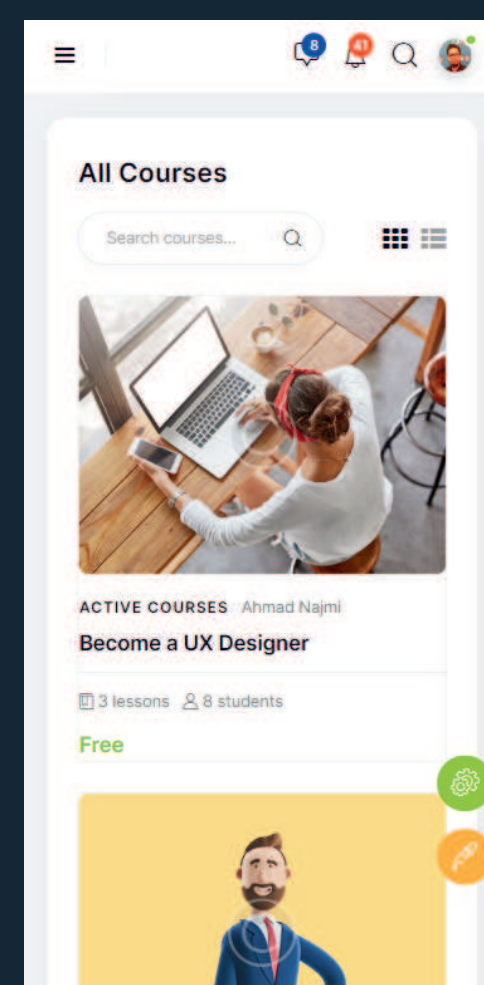 8
41
All Courses
Search courses...
ACTIVE COURSES Ahmad Najmi
Become a UX Designer
3 lessons 8 students
Free